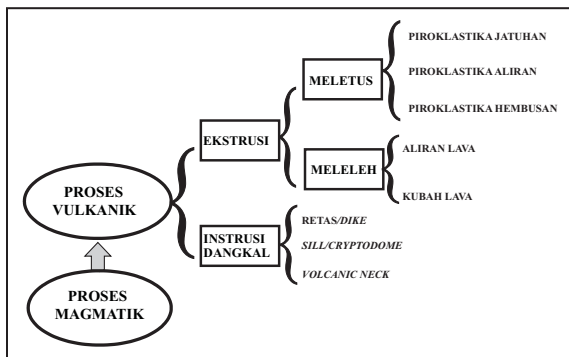 PIROKLASTIKA JATUHAN
MELETUS
PIROKLASTIKA ALIRAN
PIROKLASTIKA HEMBUSAN
EKSTRUSI
ALIRAN LAVA
MELELEH
KUBAH LAVA
PROSES
VULKANIK
RETAS/DIKE
INSTRUSI
DANGKAL
SILL/CRYPTODOME
VOLCANIC NECK
PROSES
MAGMATIK